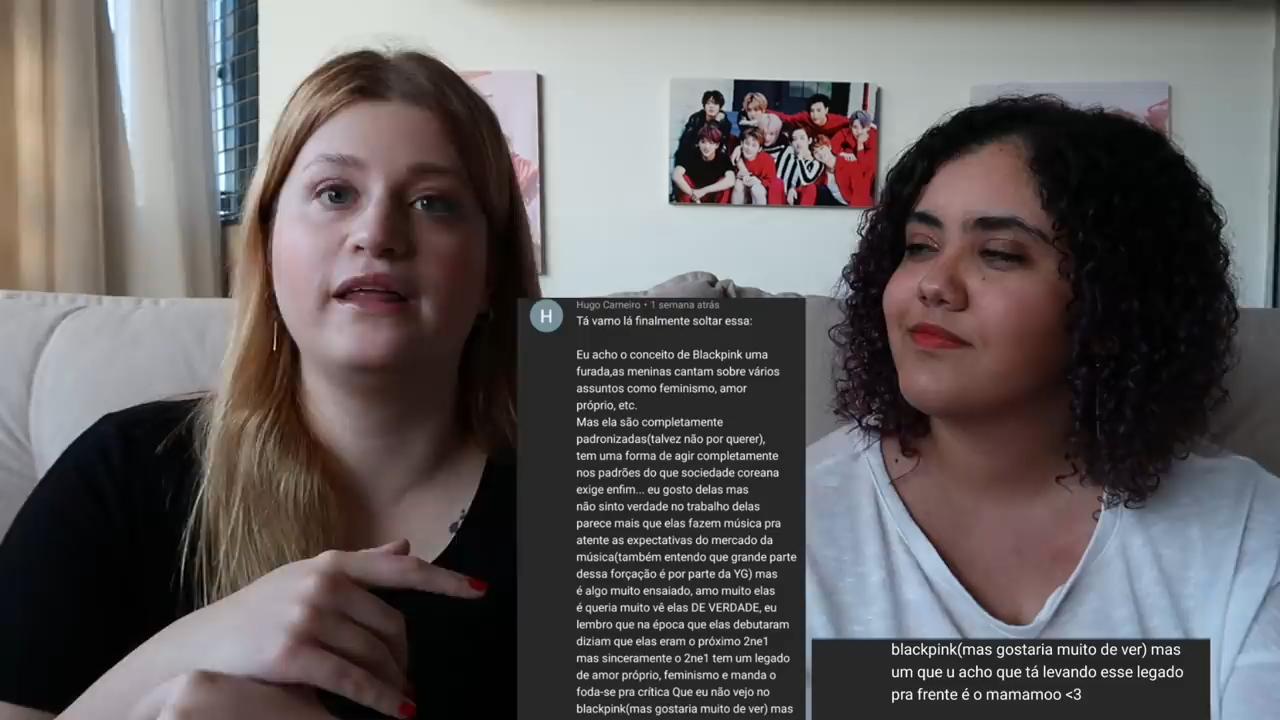 H
Hugo Carneiro • 1 semana atrás
Tá vamo lá finalmente soltar essa:
Eu acho o conceito de Blackpink uma
furada,as meninas cantam sobre vários
assuntos como feminismo, amor
próprio, etc.
Mas ela são completamente
padronizadas(talvez não por querer),
tem uma forma de agir completamente
nos padrões do que sociedade coreana
exige enfim... eu gosto delas mas
não sinto verdade no trabalho delas
parece mais que elas fazem música pra
atente as expectativas do mercado da
música(também entendo que grande parte
dessa forçação é por parte da YG) mas
é algo muito ensaiado, amo muito elas
é queria muito vê elas DE VERDADE, eu
lembro que na época que elas debutaram
diziam que elas eram o próximo 2ne1
mas sinceramente o 2ne1 tem um legado
de amor próprio, feminismo e manda o
foda-se pra crítica Que eu não vejo no
blackpink(mas gostaria muito de ver) mas
blackpink(mas gostaria muito de ver) mas
um que u acho que tá levando esse legado
pra frente é o mamamoo <3